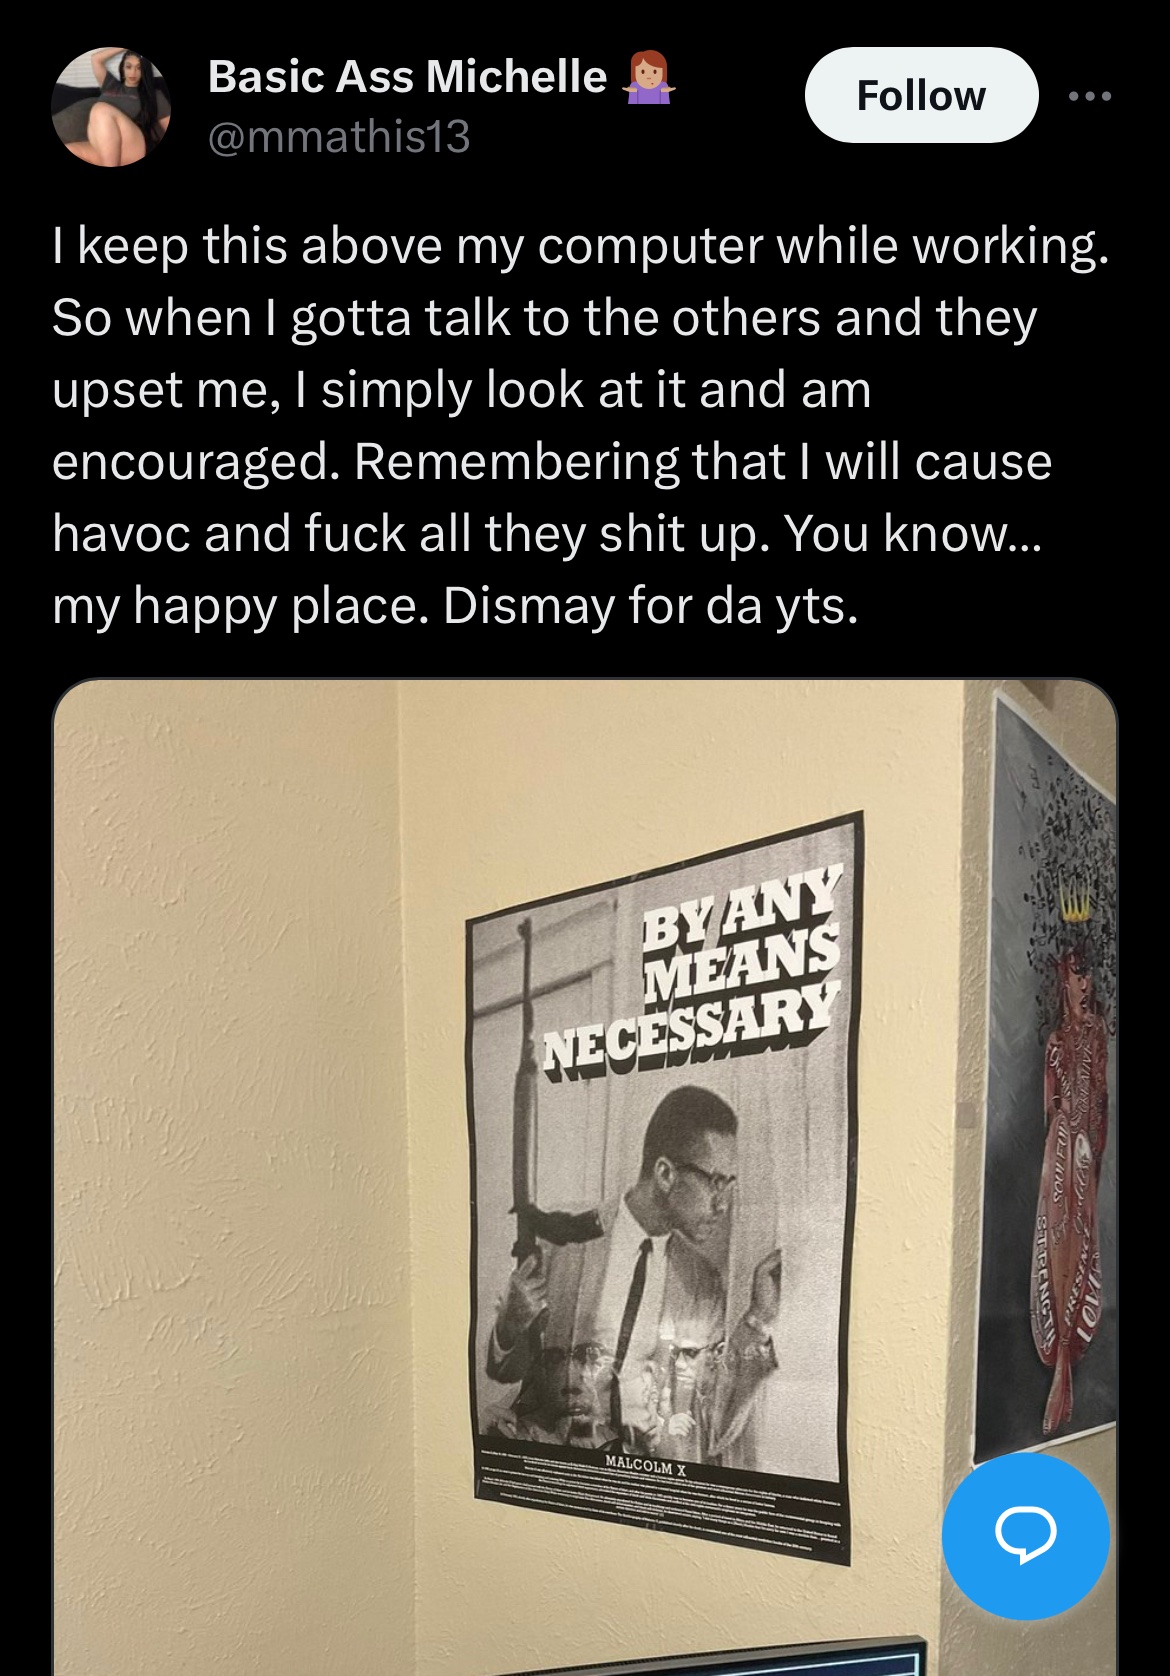 Basic Ass Michelle 🤷🏽‍♀️
Follow
@mmathis13
I keep this above my computer while working.
So when I gotta talk to the others and they
upset me, I simply look at it and am
encouraged. Remembering that I will cause
havoc and fuck all they shit up. You know...
my happy place. Dismay for da yts.
BY ANY
MEANS
NECESSARY
MALCOLM X
SOULFUL
STRENGTH
PRESENCE
LOVE